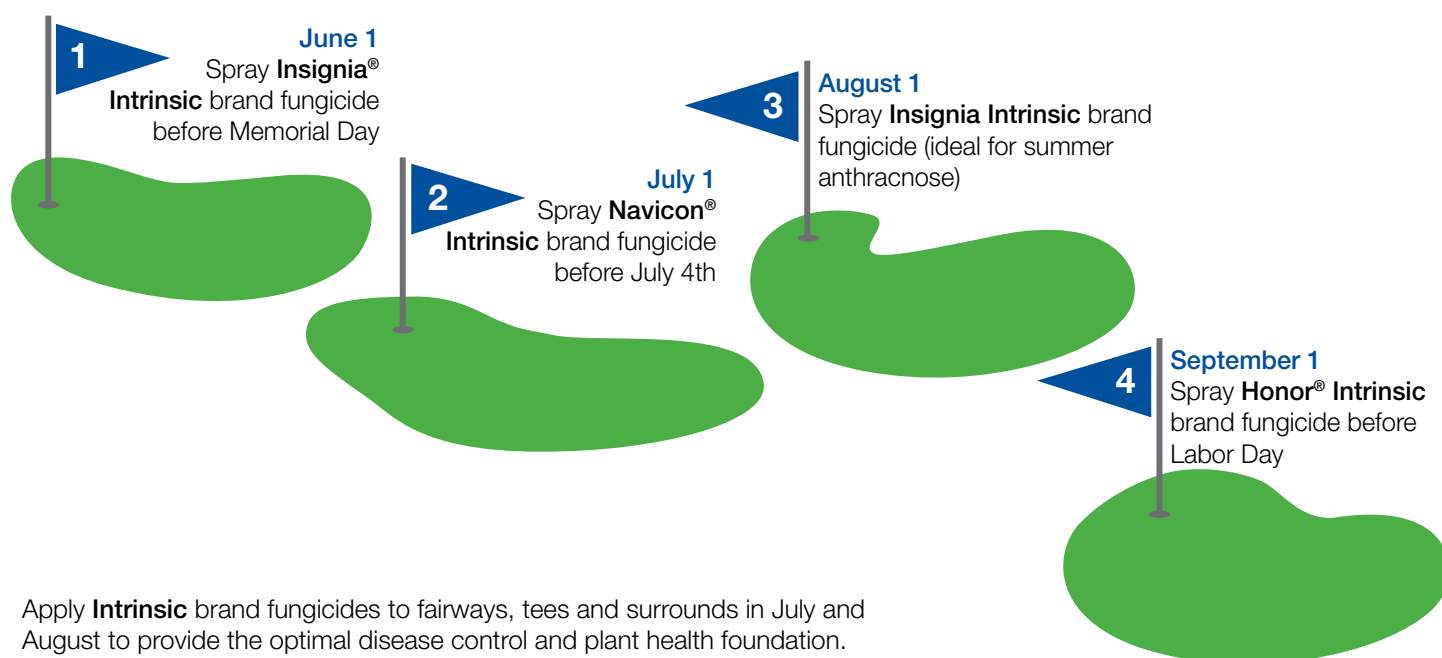 1
June 1
Spray Insignia®
Intrinsic brand fungicide
before Memorial Day
2
July 1
Spray Navicon®
Intrinsic brand fungicide
before July 4th
3
August 1
Spray Insignia Intrinsic brand
fungicide (ideal for summer
anthracnose)
4
September 1
Spray Honor® Intrinsic
brand fungicide before
Labor Day
Apply Intrinsic brand fungicides to fairways, tees and surrounds in July and
August to provide the optimal disease control and plant health foundation.